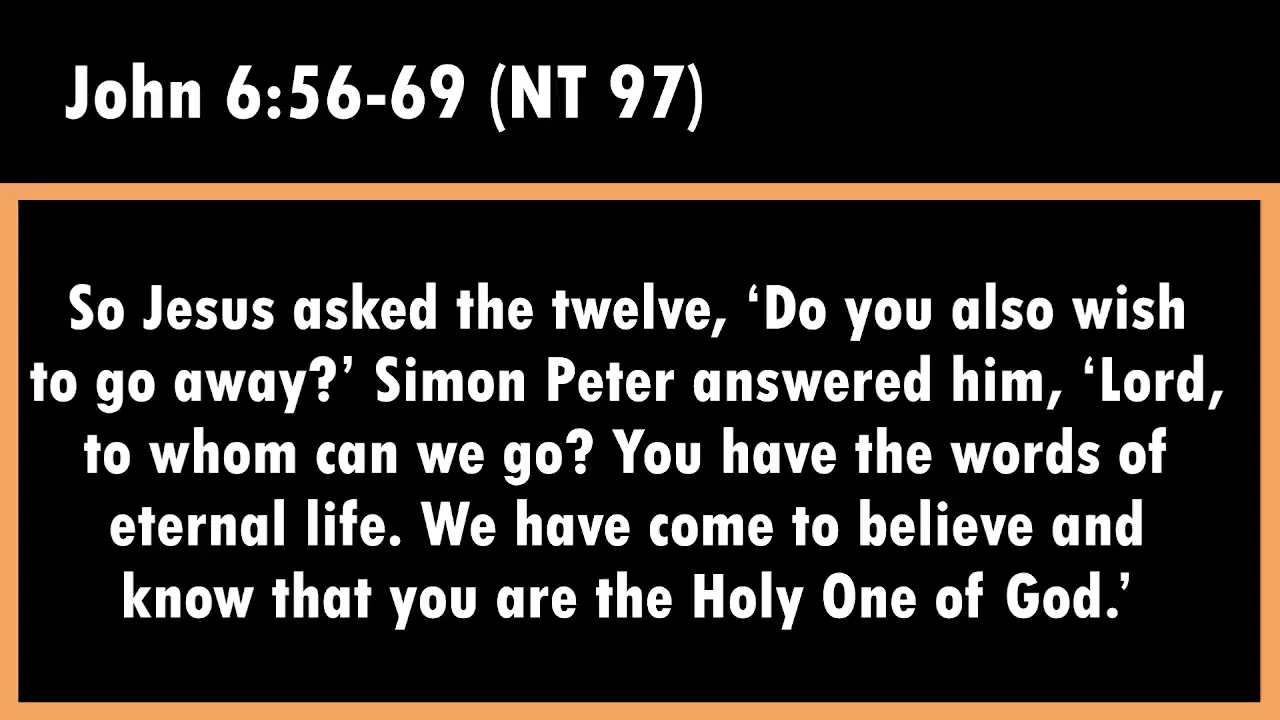 John 6:56-69 (NT 97)
So Jesus asked the twelve, ‘Do you also wish
to go away?’ Simon Peter answered him, ‘Lord,
to whom can we go? You have the words of
eternal life. We have come to believe and
know that you are the Holy One of God.’